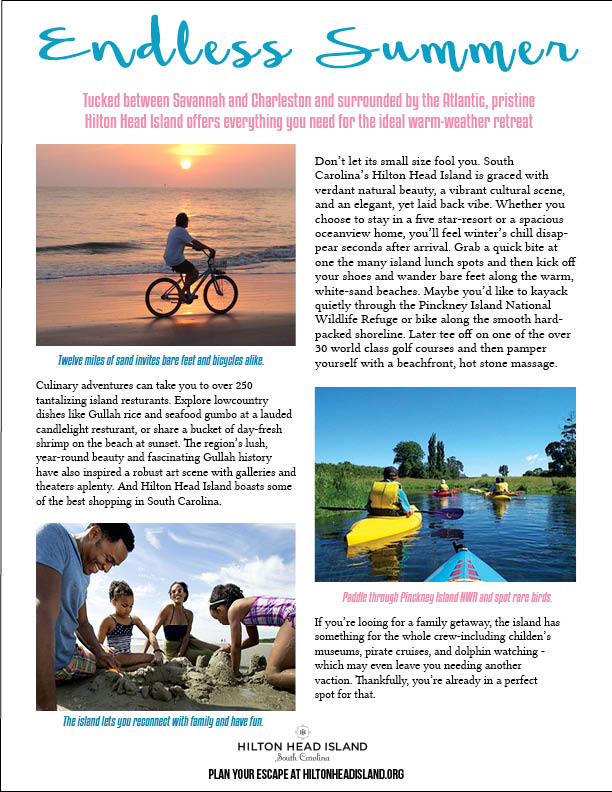 Endless Summer
Tucked between Savannah and Charleston and surrounded by the Atlantic, pristine
Hilton Head Island offers everything you need for the ideal warm-weather retreat
Twelve miles of sand invites bare feet and bicycles alike.
Culinary adventures can take you to over 250
tantalizing island resturants. Explore lowcountry
dishes like Gullah rice and seafood gumbo at a lauded
candlelight resturant, or share a bucket of day-fresh
shrimp on the beach at sunset. The region's lush,
year-round beauty and fascinating Gullah history
have also inspired a robust art scene with galleries and
theaters aplenty. And Hilton Head Island boasts some
of the best shopping in South Carolina.
The island lets you reconnect with family and have fun.
Don't let its small size fool you. South
Carolina's Hilton Head Island is graced with
verdant natural beauty, a vibrant cultural scene,
and an elegant, yet laid back vibe. Whether you
choose to stay in a five star-resort or a spacious
oceanview home, you'll feel winter's chill disap-
pear seconds after arrival. Grab a quick bite at
one the many island lunch spots and then kick off
your shoes and wander bare feet along the warm,
white-sand beaches. Maybe you'd like to kayack
quietly through the Pinckney Island National
Wildlife Refuge or bike along the smooth hard-
packed shoreline. Later tee off on one of the over
30 world class golf courses and then pamper
yourself with a beachfront, hot stone massage.
Paddle through Pinckney Island NWR and spot rare birds.
If you're looing for a family getaway, the island has
something for the whole crew-including childen's
museums, pirate cruises, and dolphin watching -
which may even leave you needing another
vaction. Thankfully, you're already in a perfect
spot for that.
HILTON HEAD ISLAND
South Carolina
PLAN YOUR ESCAPE AT HILTONHEADISLAND.ORG